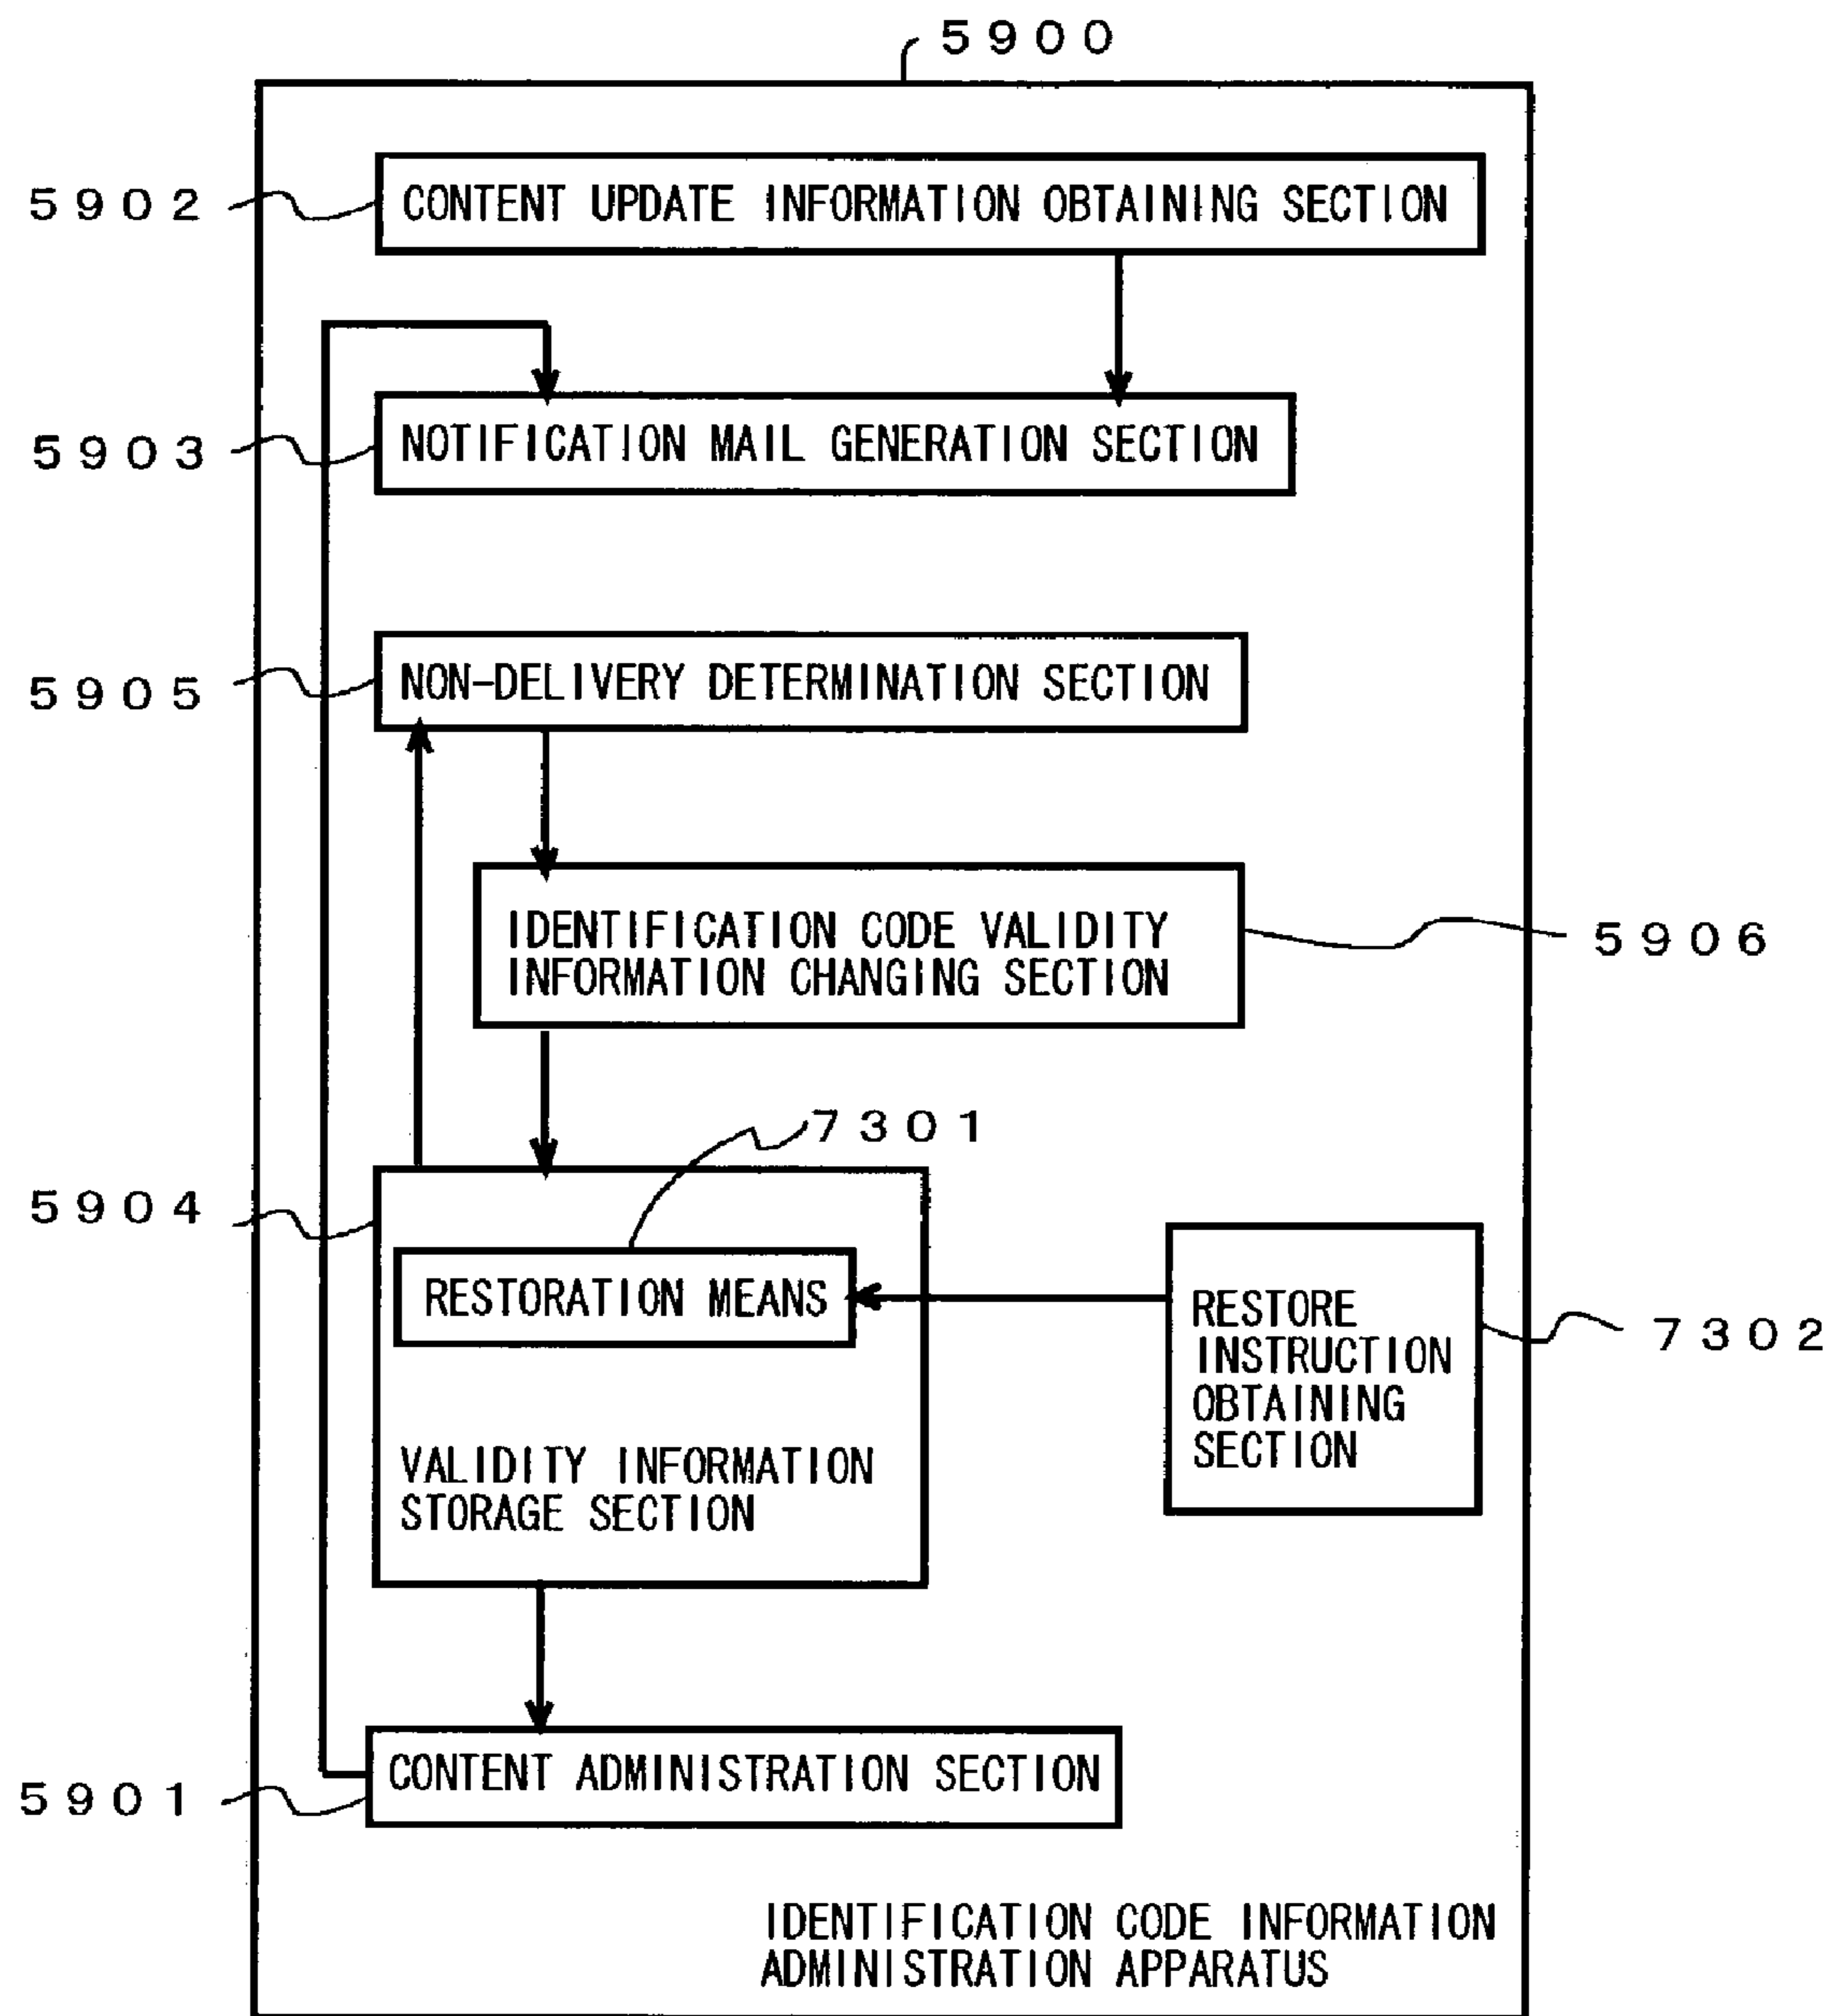 5900
5902
CONTENT UPDATE INFORMATION OBTAINING SECTION
5903
NOTIFICATION MAIL GENERATION SECTION
5905
NON-DELIVERY DETERMINATION SECTION
IDENTIFICATION CODE VALIDITY
INFORMATION CHANGING SECTION
5906
7301
5904
RESTORATION MEANS
VALIDITY INFORMATION
STORAGE SECTION
RESTORE
INSTRUCTION
OBTAINING
SECTION
7302
5901
CONTENT ADMINISTRATION SECTION
IDENTIFICATION CODE INFORMATION
ADMINISTRATION APPARATUS